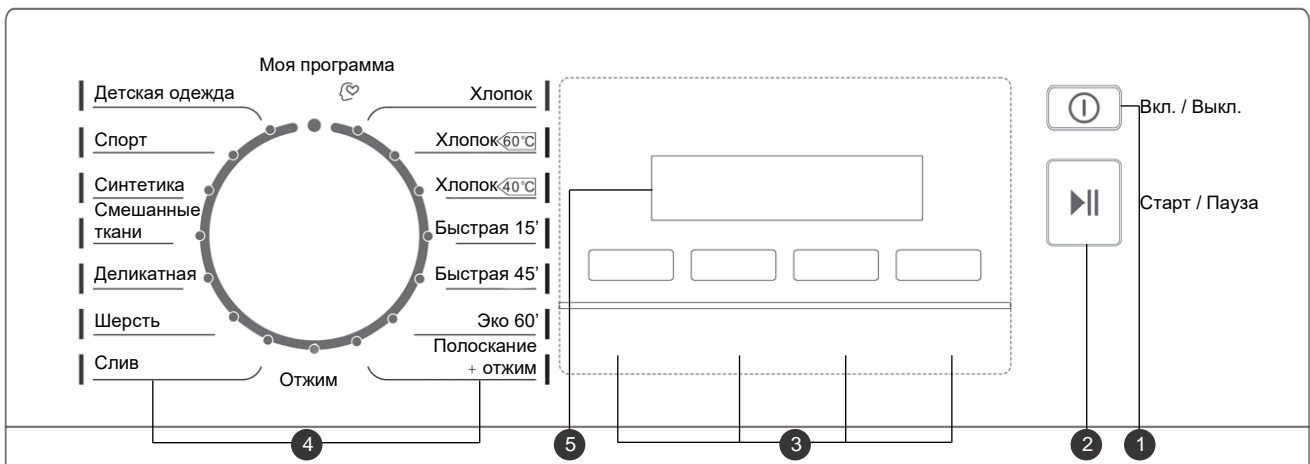 Моя программа
Детская одежда
Спорт
Синтетика
Смешанные
ткани
Деликатная
Шерсть
Слив
Отжим
Хлопок
Хлопок 60°C
Хлопок 40°C
Быстрая 15'
Быстрая 45'
Эко 60'
Полоскание
+ отжим
Вкл. / Выкл.
Старт / Пауза
4
5
3
2
1